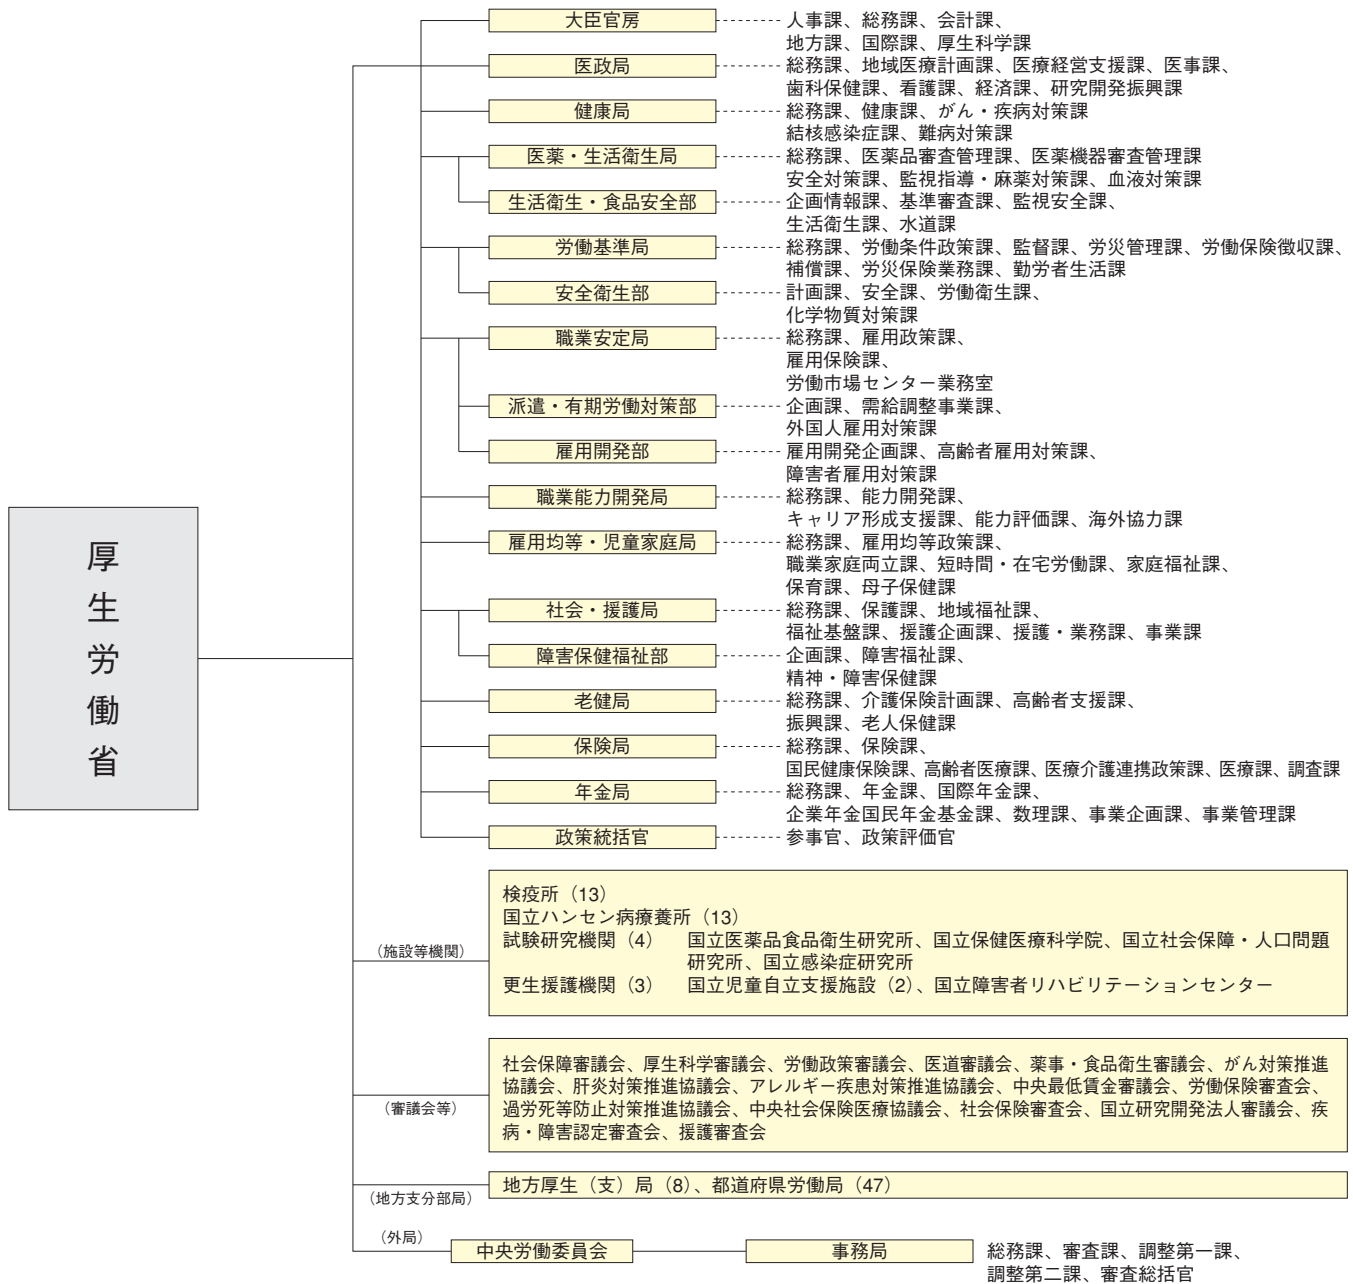 厚生労働省
大臣官房
人事課、総務課、会計課、
地方課、国際課、厚生科学課
医政局
総務課、地域医療計画課、医療経営支援課、医事課、
歯科保健課、看護課、経済課、研究開発振興課
健康局
総務課、健康課、がん・疾病対策課
結核感染症課、難病対策課
医薬・生活衛生局
総務課、医薬品審査管理課、医薬機器審査管理課
安全対策課、監視指導・麻薬対策課、血液対策課
生活衛生・食品安全部
企画情報課、基準審査課、監視安全課、
生活衛生課、水道課
労働基準局
総務課、労働条件政策課、監督課、労災管理課、労働保険徴収課、
補償課、労災保険業務課、勤労者生活課
安全衛生部
計画課、安全課、労働衛生課、
化学物質対策課
職業安定局
総務課、雇用政策課、
雇用保険課、
労働市場センター業務室
派遣・有期労働対策部
企画課、需給調整事業課、
外国人雇用対策課
雇用開発部
雇用開発企画課、高齢者雇用対策課、
障害者雇用対策課
職業能力開発局
総務課、能力開発課、
キャリア形成支援課、能力評価課、海外協力課
雇用均等・児童家庭局
総務課、雇用均等政策課、
職業家庭両立課、短時間・在宅労働課、家庭福祉課、
保育課、母子保健課
社会・援護局
総務課、保護課、地域福祉課、
福祉基盤課、援護企画課、援護・業務課、事業課
障害保健福祉部
企画課、障害福祉課、
精神・障害保健課
老健局
総務課、介護保険計画課、高齢者支援課、
振興課、老人保健課
保険局
総務課、保険課、
国民健康保険課、高齢者医療課、医療介護連携政策課、医療課、調査課
年金局
総務課、年金課、国際年金課、
企業年金国民年金基金課、数理課、事業企画課、事業管理課
政策統括官
参事官、政策評価官
（施設等機関）
検疫所（13）
国立ハンセン病療養所（13）
試験研究機関（4） 国立医薬品食品衛生研究所、国立保健医療科学院、国立社会保障・人口問題
研究所、国立感染症研究所
更生援護機関（3） 国立児童自立支援施設（2）、国立障害者リハビリテーションセンター
（審議会等）
社会保障審議会、厚生科学審議会、労働政策審議会、医道審議会、薬事・食品衛生審議会、がん対策推進
協議会、肝炎対策推進協議会、アレルギー疾患対策推進協議会、中央最低賃金審議会、労働保険審査会、
過労死等防止対策推進協議会、中央社会保険医療協議会、社会保険審査会、国立研究開発法人審議会、疾
病・障害認定審査会、援護審査会
（地方支分部局）
地方厚生（支）局（8）、都道府県労働局（47）
（外局）
中央労働委員会
事務局
総務課、審査課、調整第一課、
調整第二課、審査総括官